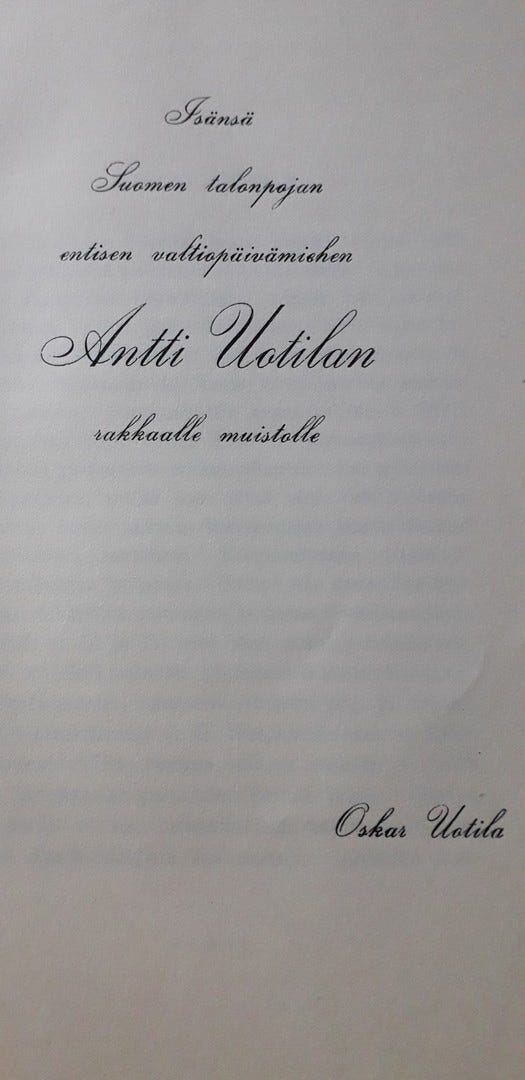 Isänsä
Suomen talonpojan
entisen valtiopäivämiehen
Antti Uotilan
rakkaalle muistolle
Oskar Uotila